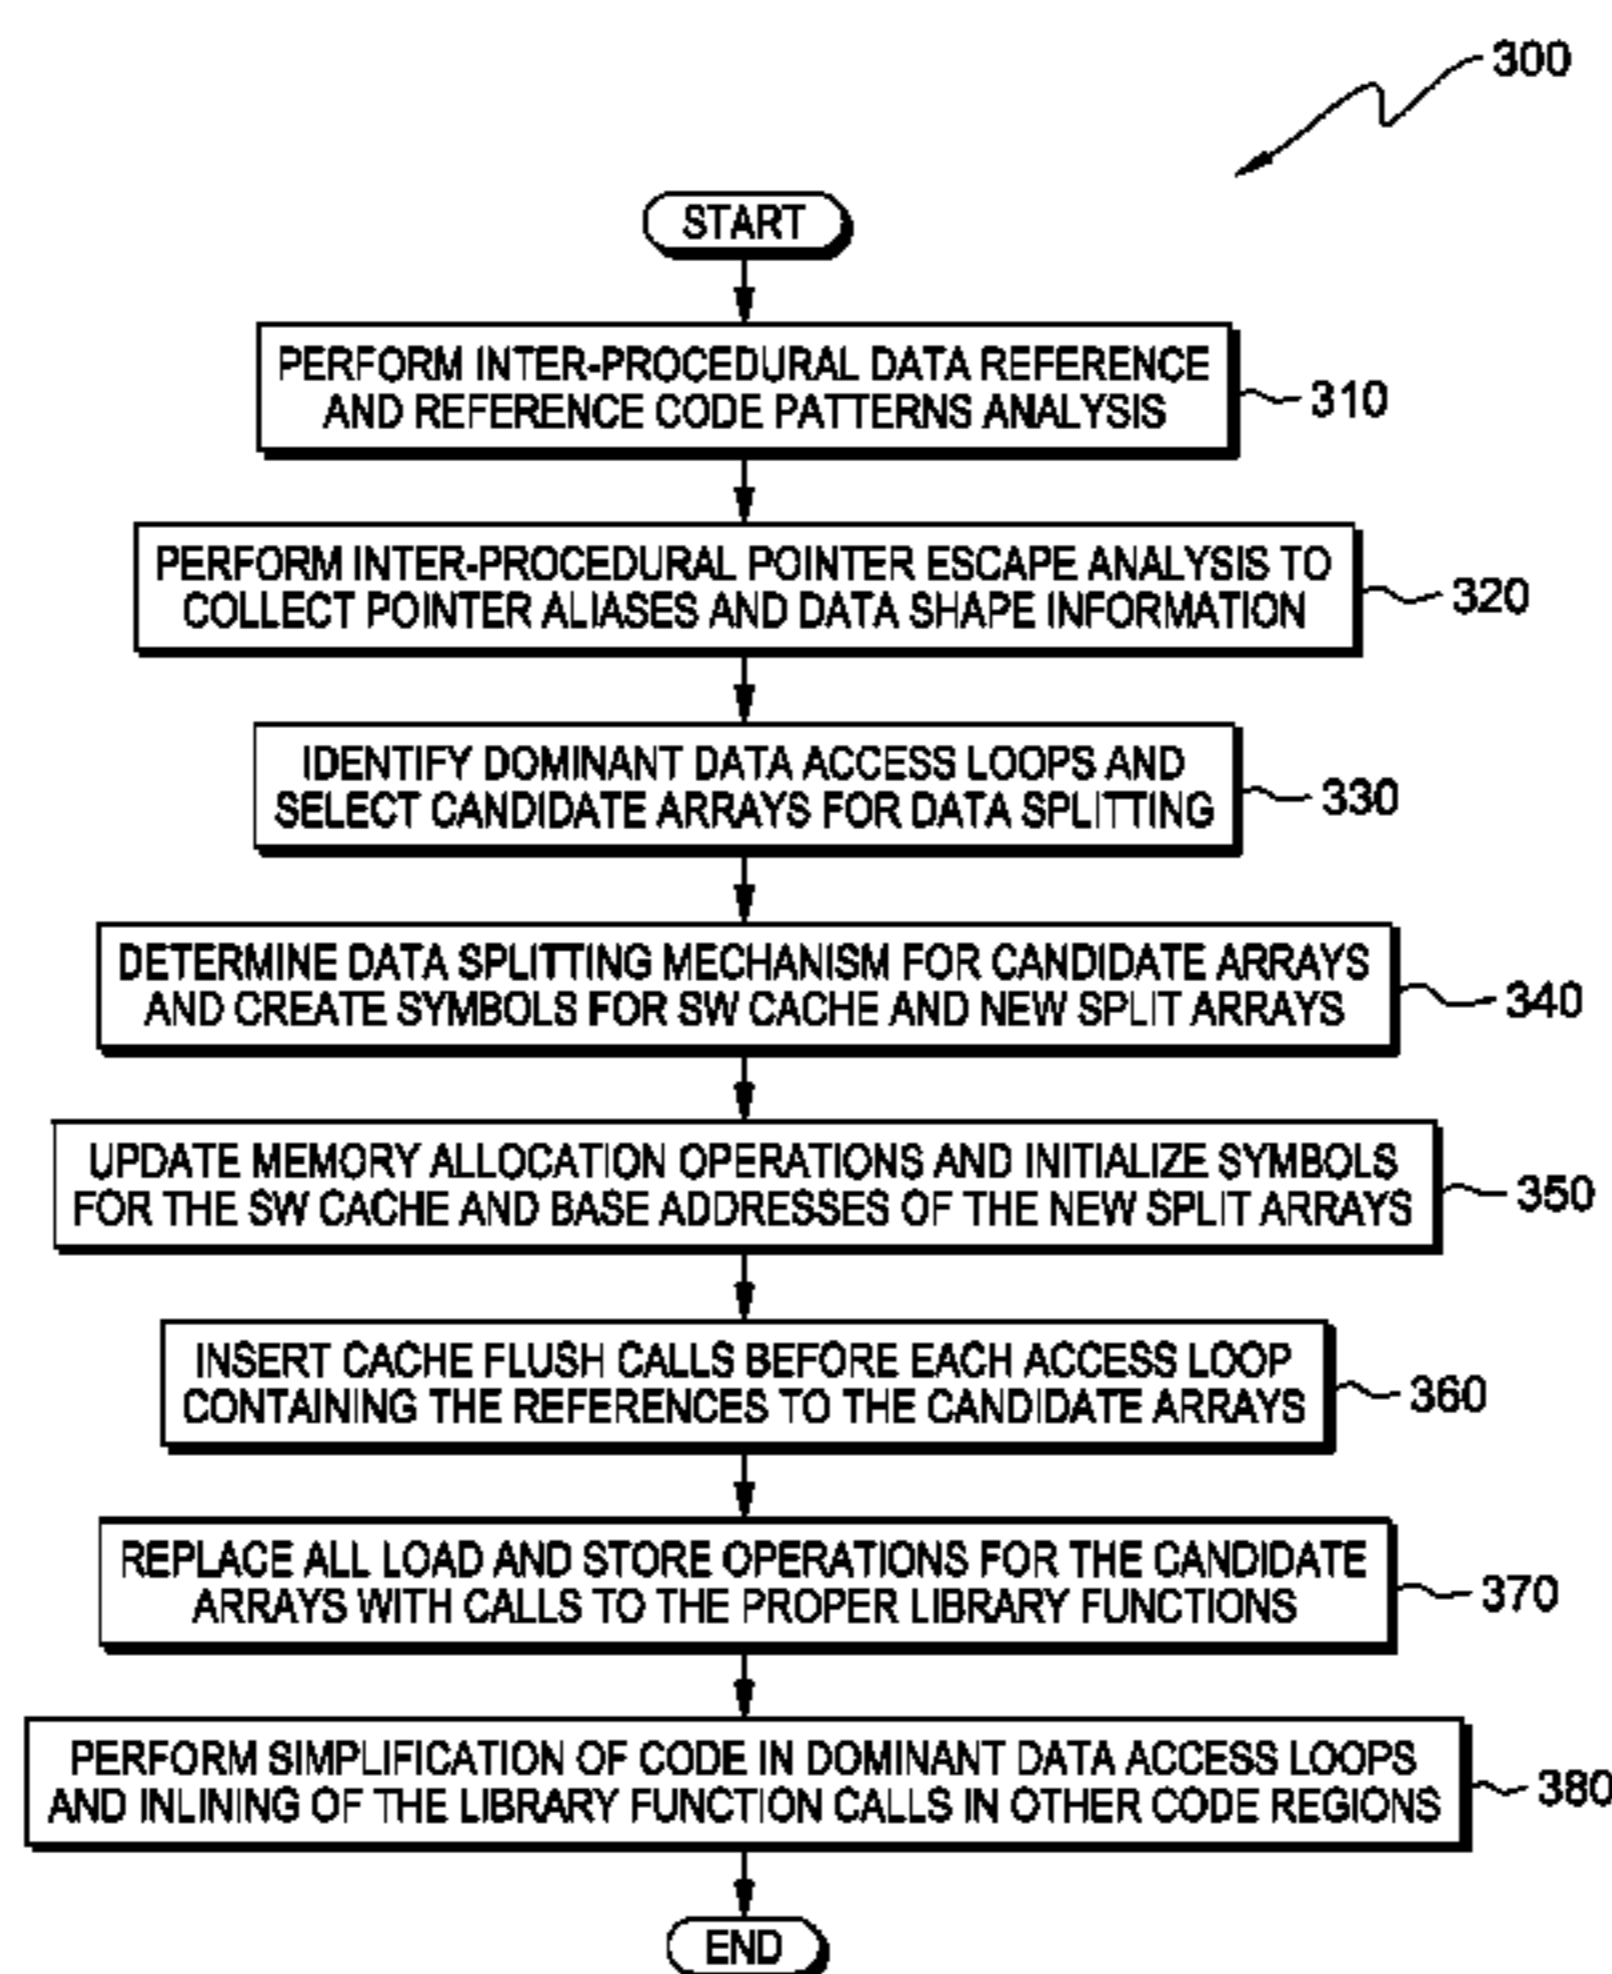 300
START
PERFORM INTER-PROCEDURAL DATA REFERENCE
AND REFERENCE CODE PATTERNS ANALYSIS
310
PERFORM INTER-PROCEDURAL POINTER ESCAPE ANALYSIS TO
COLLECT POINTER ALIASES AND DATA SHAPE INFORMATION
320
IDENTIFY DOMINANT DATA ACCESS LOOPS AND
SELECT CANDIDATE ARRAYS FOR DATA SPLITTING
330
DETERMINE DATA SPLITTING MECHANISM FOR CANDIDATE ARRAYS
AND CREATE SYMBOLS FOR SW CACHE AND NEW SPLIT ARRAYS
340
UPDATE MEMORY ALLOCATION OPERATIONS AND INITIALIZE SYMBOLS
FOR THE SW CACHE AND BASE ADDRESSES OF THE NEW SPLIT ARRAYS
350
INSERT CACHE FLUSH CALLS BEFORE EACH ACCESS LOOP
CONTAINING THE REFERENCES TO THE CANDIDATE ARRAYS
360
REPLACE ALL LOAD AND STORE OPERATIONS FOR THE CANDIDATE
ARRAYS WITH CALLS TO THE PROPER LIBRARY FUNCTIONS
370
PERFORM SIMPLIFICATION OF CODE IN DOMINANT DATA ACCESS LOOPS
AND INLINING OF THE LIBRARY FUNCTION CALLS IN OTHER CODE REGIONS
380
END